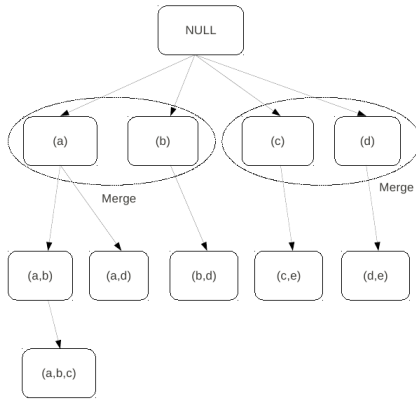 NULL
(a) (b) (c) (d)
Merge
Merge
(a,b) (a,d) (b,d) (c,e) (d,e)
(a,b,c)